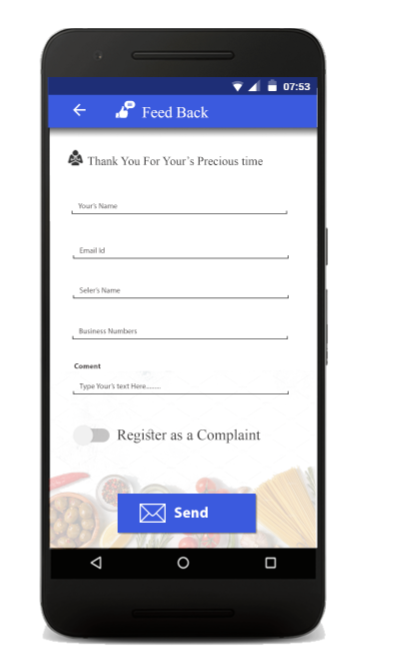 07:53
Feed Back
Thank You For Your's Precious time
Your's Name
Email Id
Seler's Name
Business Numbers
Coment
Type Your's text Here........
Register as a Complaint
Send